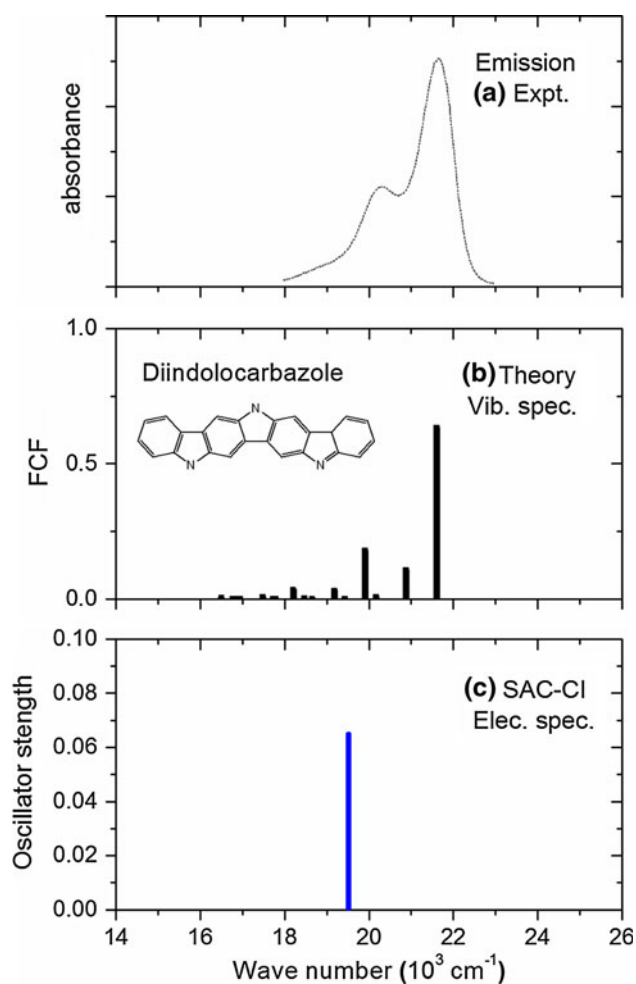 Emission
(a) Expt.
absorbance
1.0
0.5
0.0
FCF
Diindolocarbazole
N
N
N
(b) Theory
Vib. spec.
0.10
0.08
0.06
0.04
0.02
0.00
Oscillator stength
(c) SAC-CI
Elec. spec.
14 16 18 20 22 24 26
Wave number (10³ cm⁻¹)